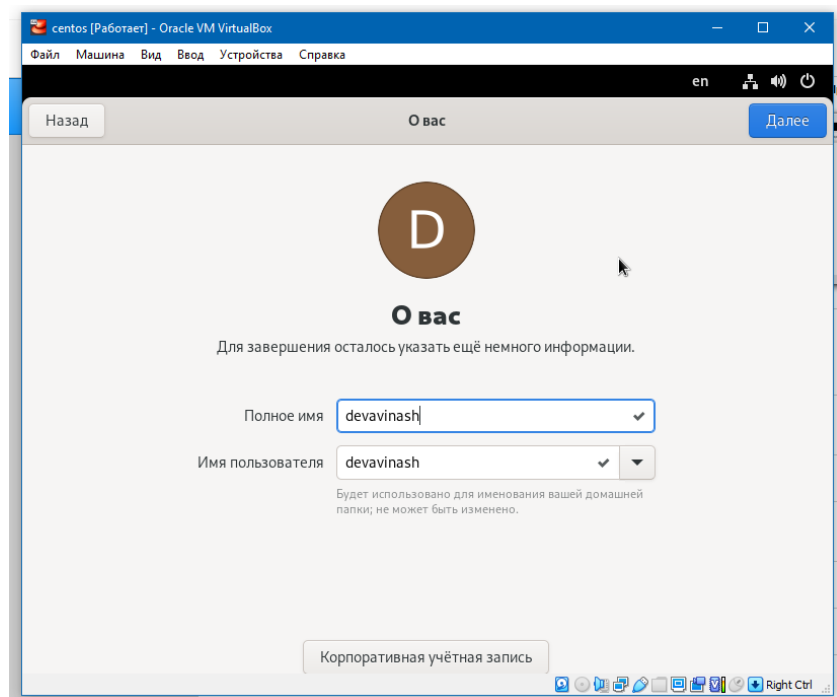 centos [Работает] - Oracle VM VirtualBox
Файл Машина Вид Ввод Устройства Справка
en
Назад О вас Далее
D
О вас
Для завершения осталось указать ещё немного информации.
Полное имя devavinash
Имя пользователя devavinash
Будет использовано для именования вашей домашней
папки; не может быть изменено.
Корпоративная учётная запись
Right Ctrl